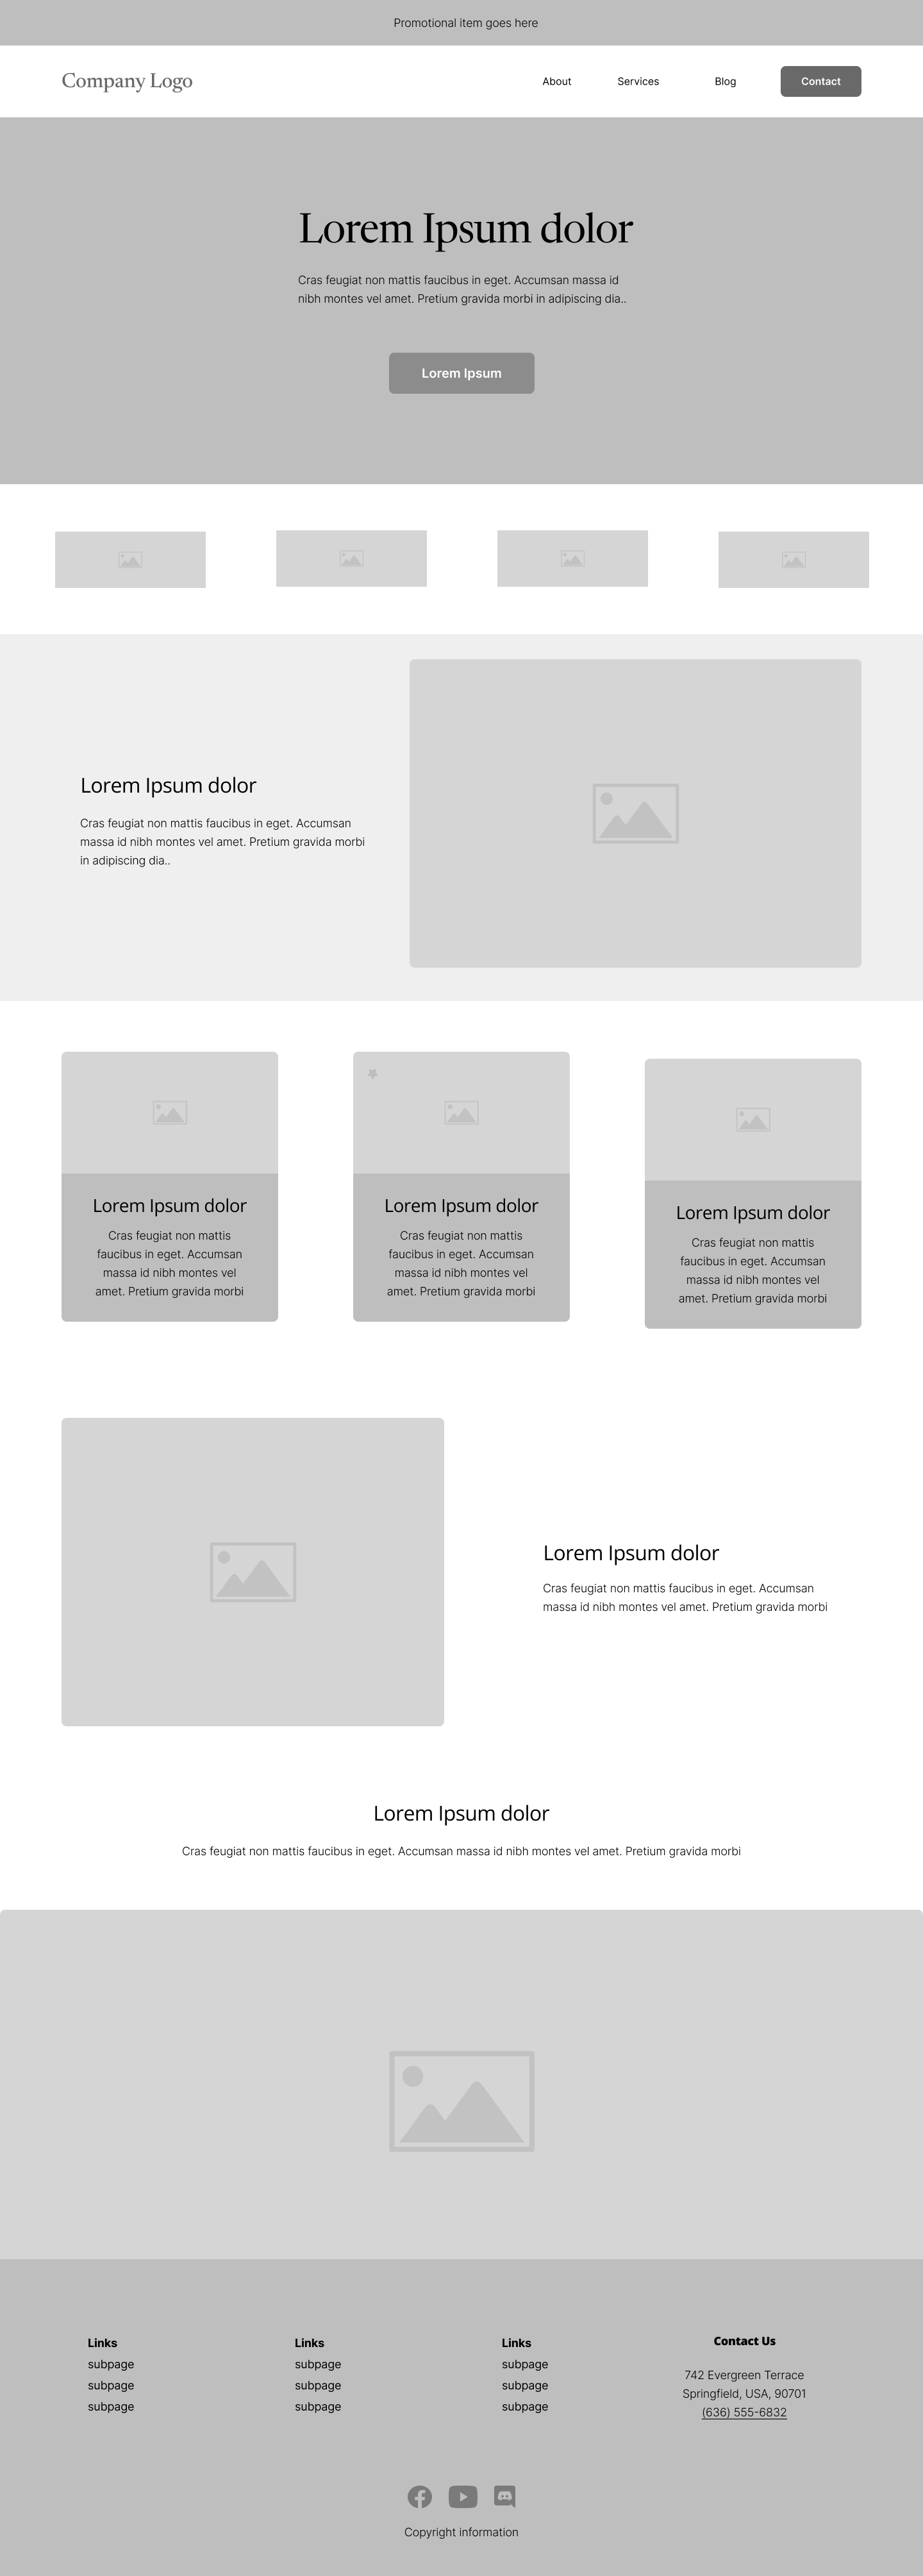 Promotional item goes here
Company Logo
About
Services
Blog
Contact
Lorem Ipsum dolor
Cras feugiat non mattis faucibus in eget. Accumsan massa id
nibh montes vel amet. Pretium gravida morbi in adipiscing dia..
Lorem Ipsum
Lorem Ipsum dolor
Cras feugiat non mattis faucibus in eget. Accumsan
massa id nibh montes vel amet. Pretium gravida morbi
in adipiscing dia..
Lorem Ipsum dolor
Cras feugiat non mattis
faucibus in eget. Accumsan
massa id nibh montes vel
amet. Pretium gravida morbi
Lorem Ipsum dolor
Cras feugiat non mattis
faucibus in eget. Accumsan
massa id nibh montes vel
amet. Pretium gravida morbi
Lorem Ipsum dolor
Cras feugiat non mattis
faucibus in eget. Accumsan
massa id nibh montes vel
amet. Pretium gravida morbi
Lorem Ipsum dolor
Cras feugiat non mattis faucibus in eget. Accumsan
massa id nibh montes vel amet. Pretium gravida morbi
Lorem Ipsum dolor
Cras feugiat non mattis faucibus in eget. Accumsan massa id nibh montes vel amet. Pretium gravida morbi
Links
subpage
subpage
subpage
Links
subpage
subpage
subpage
Links
subpage
subpage
subpage
Contact Us
742 Evergreen Terrace
Springfield, USA, 90701
(636) 555-6832
Copyright information